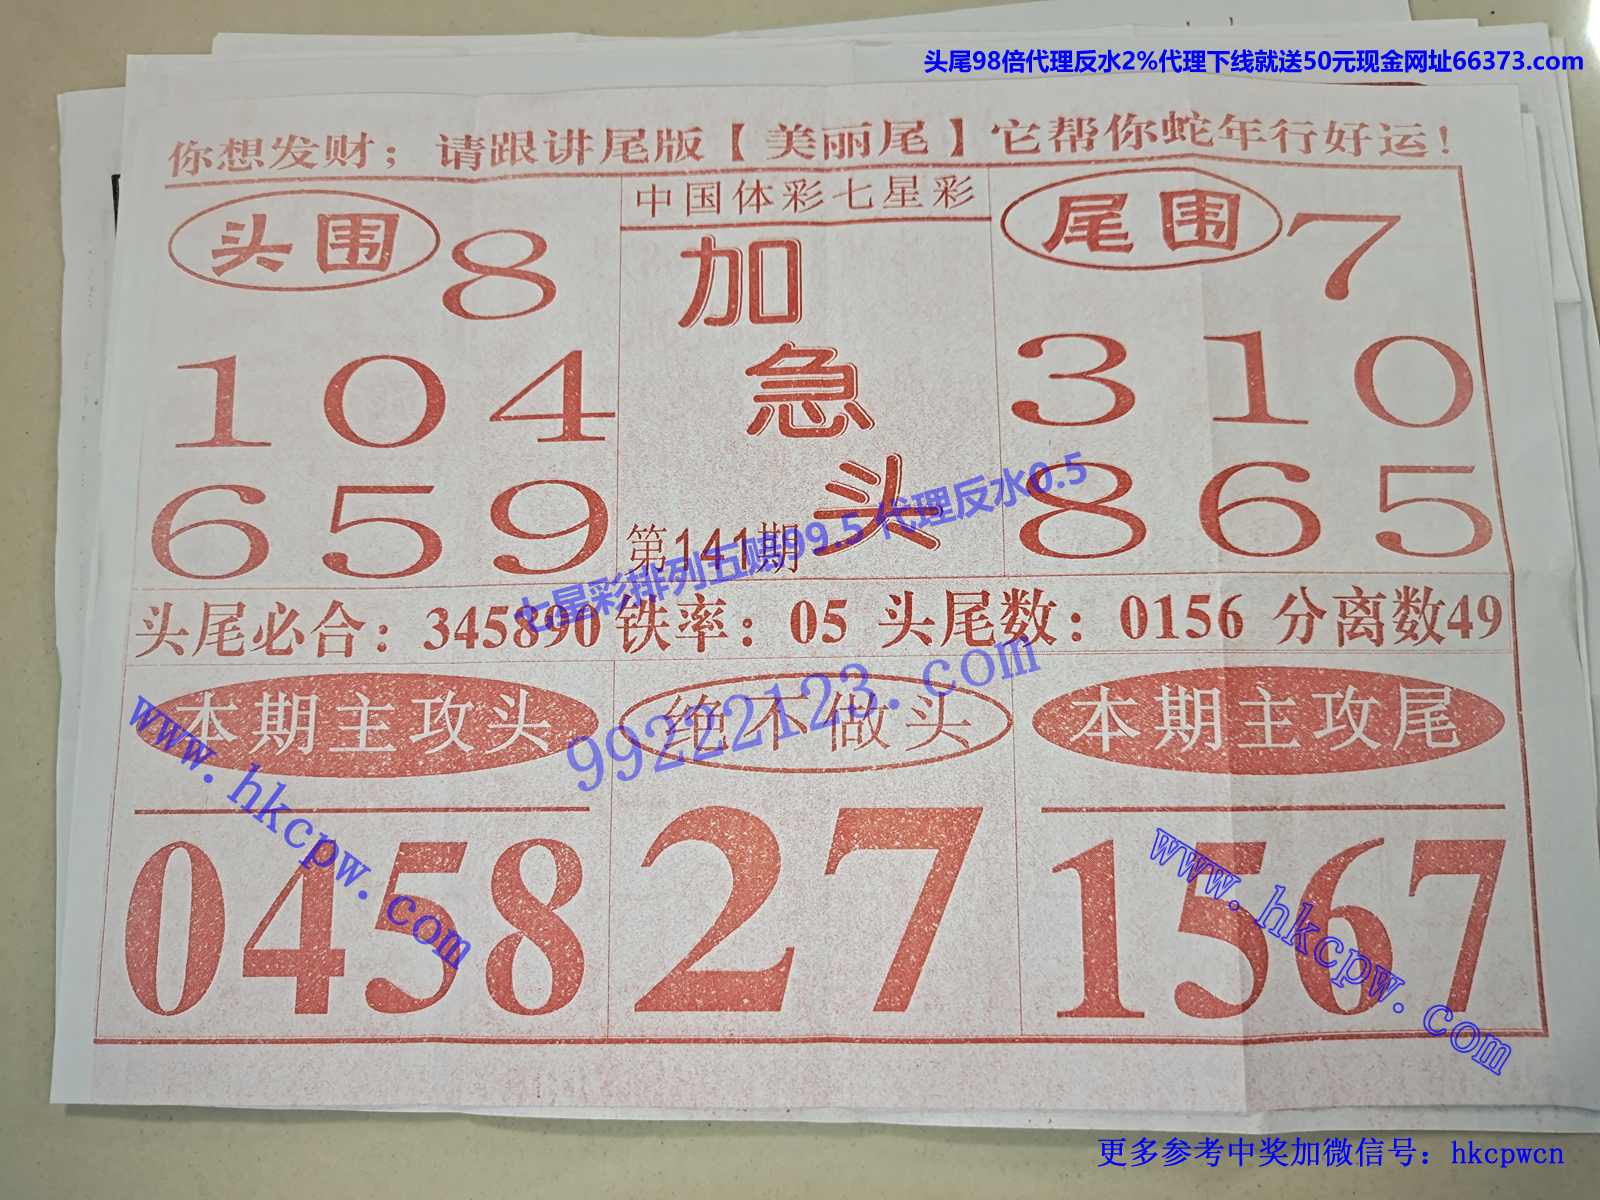 头尾98倍代理反水2%代理下线就送50元现金网址66373.com
你想发财；请跟讲尾版【美丽尾】它帮你蛇年行好运！
头围 8
104
659
中国体彩七星彩
加
急
头
第141期
尾围 7
310
865
七星彩排列五赔99.5 代理反水0.5
99222123.com
头尾必合：345890 铁率：05 头尾数：0156 分离数49
本期主攻头
0458
绝不做头
27
本期主攻尾
1567
www.hkcpw.com
www.hkcpw.com
更多参考中奖加微信号：hkcpwcn